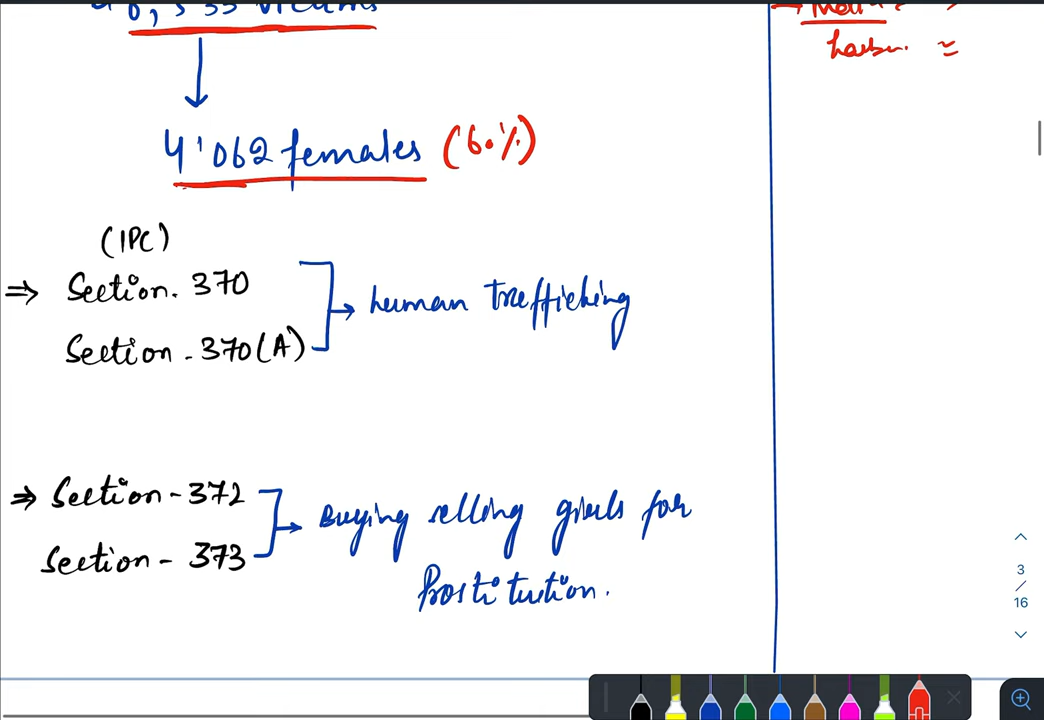 victims
4'062 females (60%)
(IPC)
⇒ Section. 370
Section - 370(A)
→ human trafficking
⇒ Section - 372
Section - 373
→ Buying selling girls for
Prostitution.
3
/
16